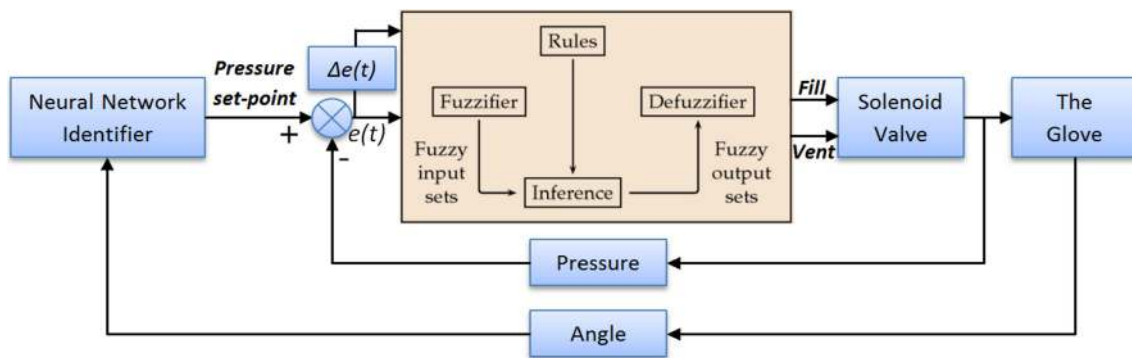 Neural Network
Identifier
Pressure
set-point
+
-
Δe(t)
e(t)
Rules
Fuzzifier
Defuzzifier
Fuzzy
input
sets
Fuzzy
output
sets
Inference
Fill
Vent
Solenoid
Valve
The
Glove
Pressure
Angle